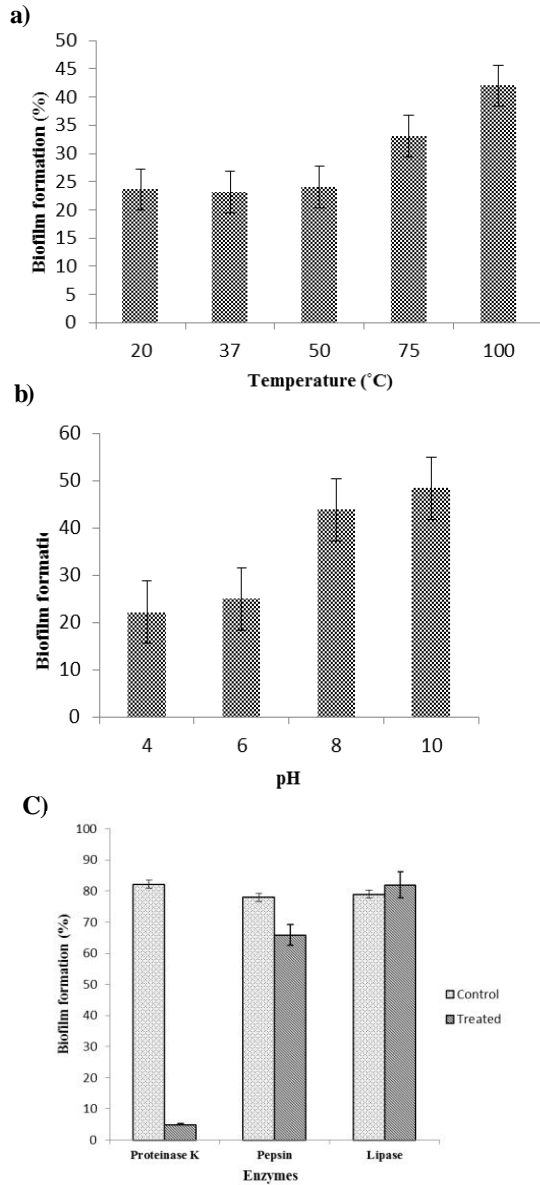 a)
Biofilm formation (%)
50
45
40
35
30
25
20
15
10
5
0
20 37 50 75 100
Temperature (˚C)
b)
Biofilm formatic
60
50
40
30
20
10
0
4 6 8 10
pH
C)
Biofilm formation (%)
100
90
80
70
60
50
40
30
20
10
0
Control
Treated
Proteinase K Pepsin Lipase
Enzymes